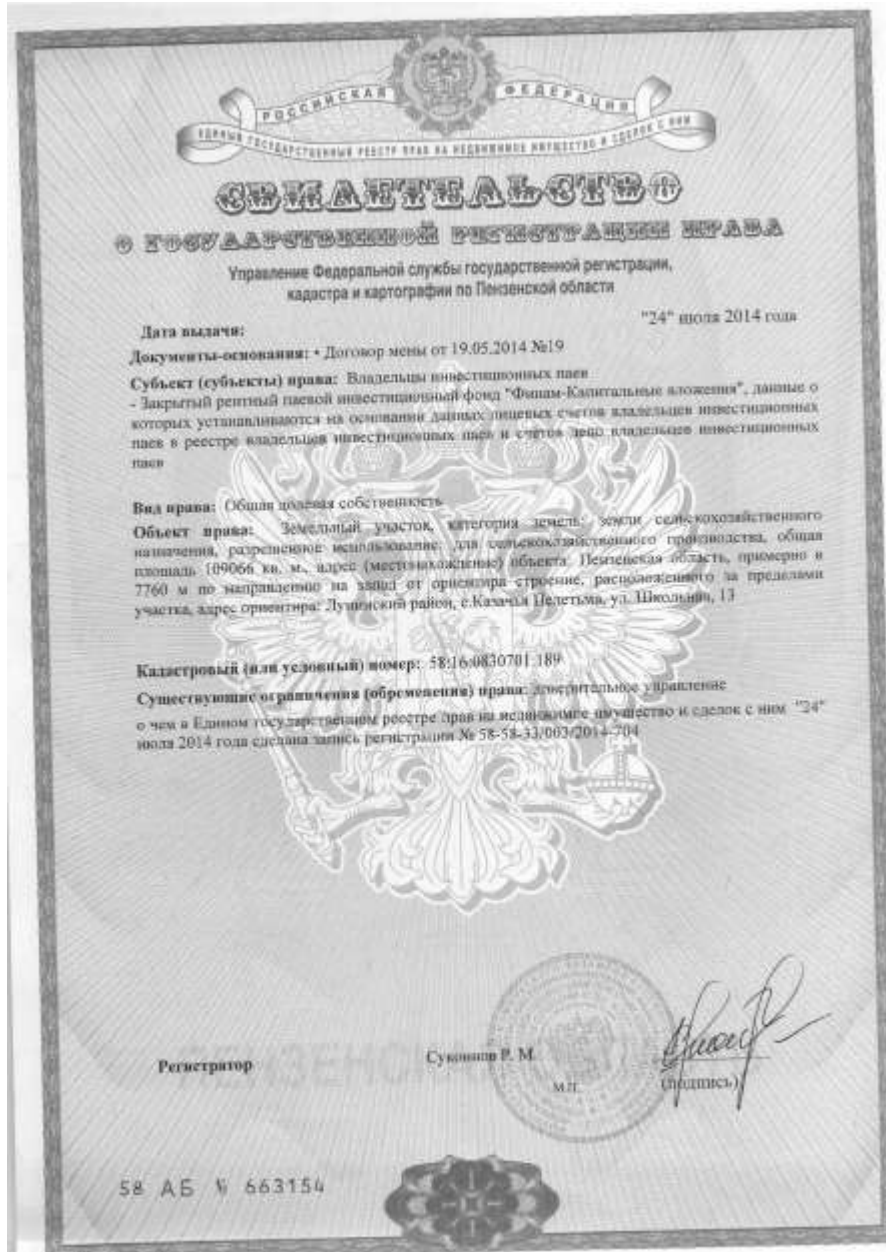 РОССИЙСКАЯ ФЕДЕРАЦИЯ
ЕДИНЫЙ ГОСУДАРСТВЕННЫЙ РЕЕСТР ПРАВ НА НЕДВИЖИМОЕ ИМУЩЕСТВО И СДЕЛОК С НИМ
СВИДЕТЕЛЬСТВО
О ГОСУДАРСТВЕННОЙ РЕГИСТРАЦИИ ПРАВА
Управление Федеральной службы государственной регистрации,
кадастра и картографии по Пензенской области
Дата выдачи: "24" июля 2014 года
Документы-основания: • Договор мены от 19.05.2014 №19
Субъект (субъекты) права: Владельцы инвестиционных паев
- Закрытый рентный паевой инвестиционный фонд "Финам-Капитальные вложения", данные о
которых устанавливаются на основании данных лицевых счетов владельцев инвестиционных
паев в реестре владельцев инвестиционных паев и счетов депо владельцев инвестиционных
паев
Вид права: Общая долевая собственность
Объект права: Земельный участок, категория земель: земли сельскохозяйственного
назначения, разрешенное использование: для сельскохозяйственного производства, общая
площадь 109066 кв. м., адрес (местонахождение) объекта: Пензенская область, примерно в
7760 м по направлению на запад от ориентира строение, расположенного за пределами
участка, адрес ориентира: Лунинский район, с.Казачья Пелетьма, ул. Школьная, 13
Кадастровый (или условный) номер: 58:16:0830701:189
Существующие ограничения (обременения) права: доверительное управление
о чем в Едином государственном реестре прав на недвижимое имущество и сделок с ним "24"
июля 2014 года сделана запись регистрации № 58-58-33/003/2014-704
Регистратор
Р. М.
м.п.
(подпись)
58 АБ № 663154